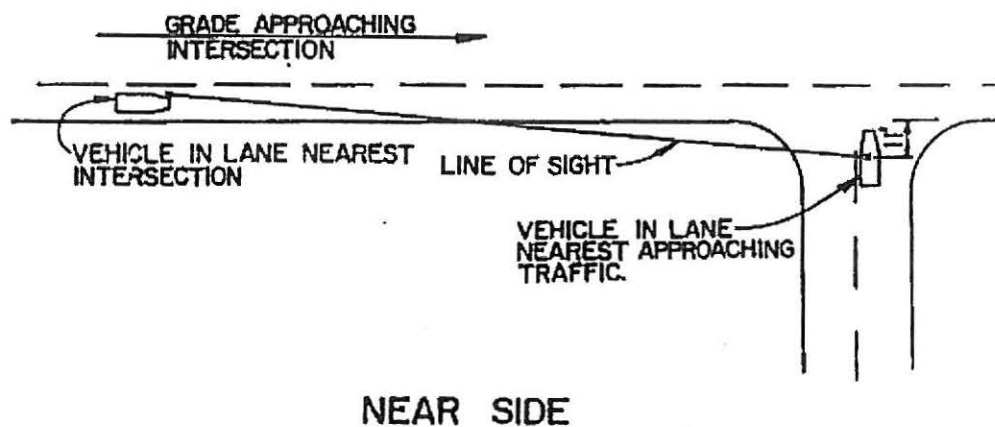 GRADE APPROACHING
INTERSECTION
VEHICLE IN LANE NEAREST
INTERSECTION
LINE OF SIGHT
VEHICLE IN LANE
NEAREST APPROACHING
TRAFFIC.
NEAR SIDE